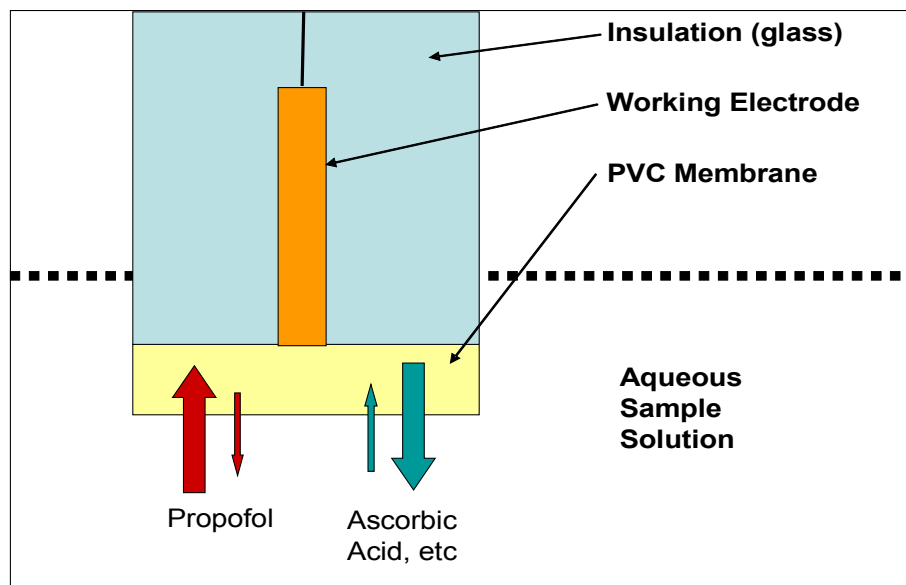 Insulation (glass)
Working Electrode
PVC Membrane
Aqueous
Sample
Solution
Propofol
Ascorbic
Acid, etc